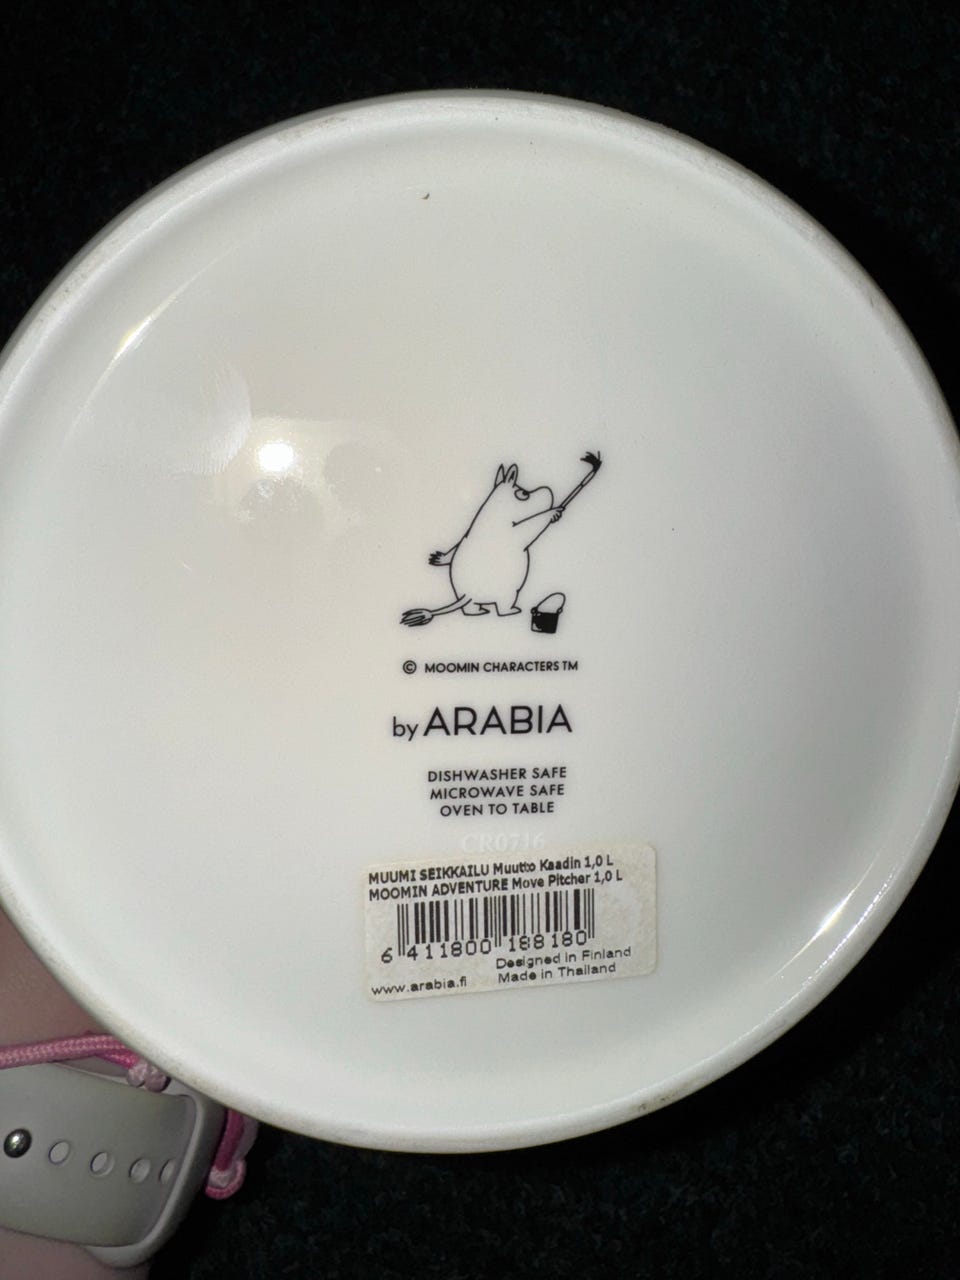 © MOOMIN CHARACTERS TM
by ARABIA
DISHWASHER SAFE
MICROWAVE SAFE
OVEN TO TABLE
CR0716
MUUMI SEIKKAILU Muutto Kaadin 1,0 L
MOOMIN ADVENTURE Move Pitcher 1,0 L
6 411800 188180
Designed in Finland
www.arabia.fi Made in Thailand